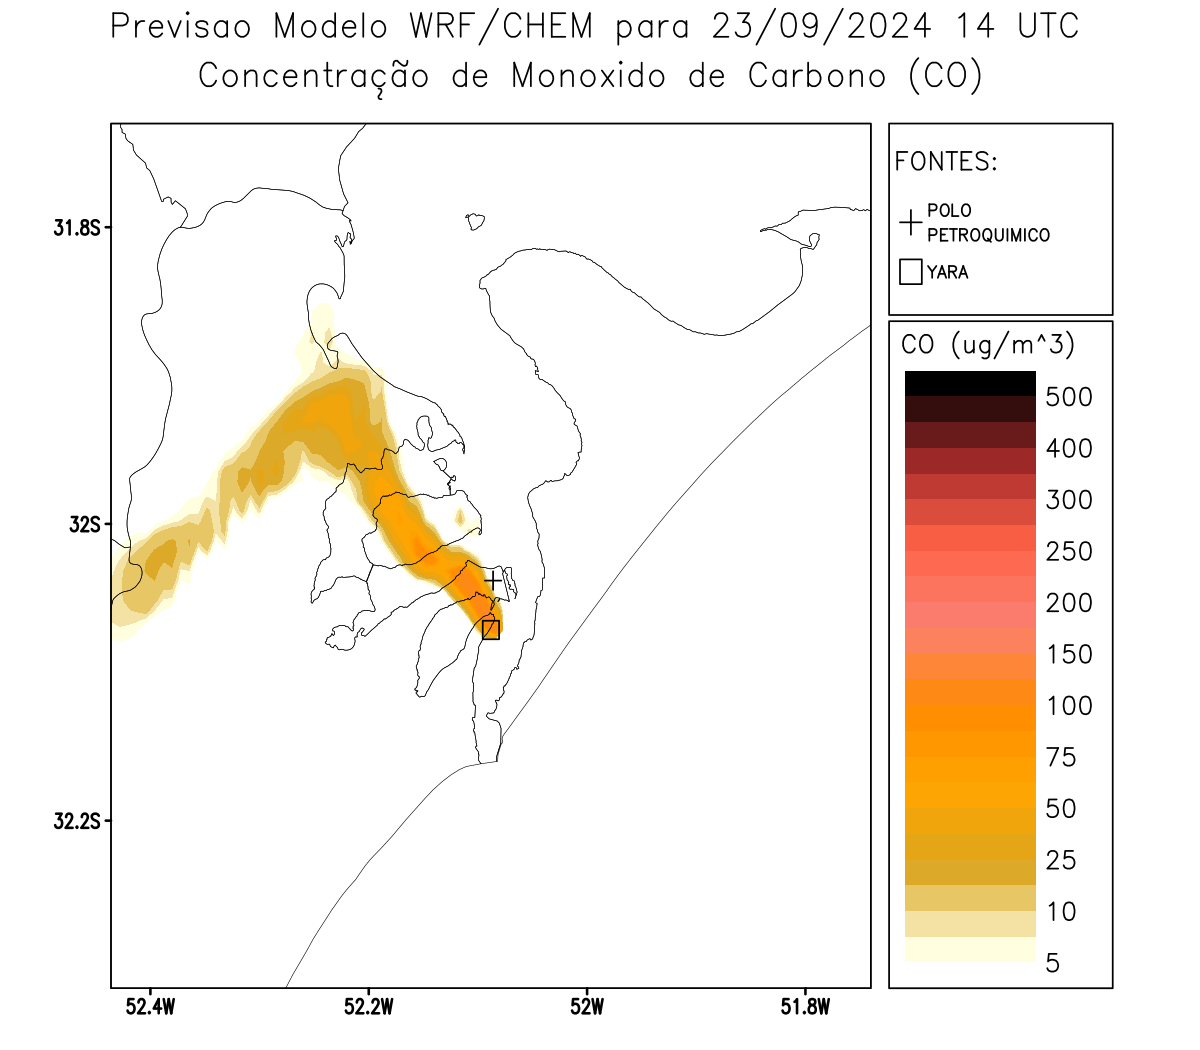 Previsao Modelo WRF/CHEM para 23/09/2024 14 UTC
Concentração de Monoxido de Carbono (CO)
FONTES:
POLO
PETROQUIMICO
YARA
CO (ug/m^3)
500
400
300
250
200
150
100
75
50
25
10
5
31.8S
32S
32.2S
52.4W
52.2W
52W
51.8W